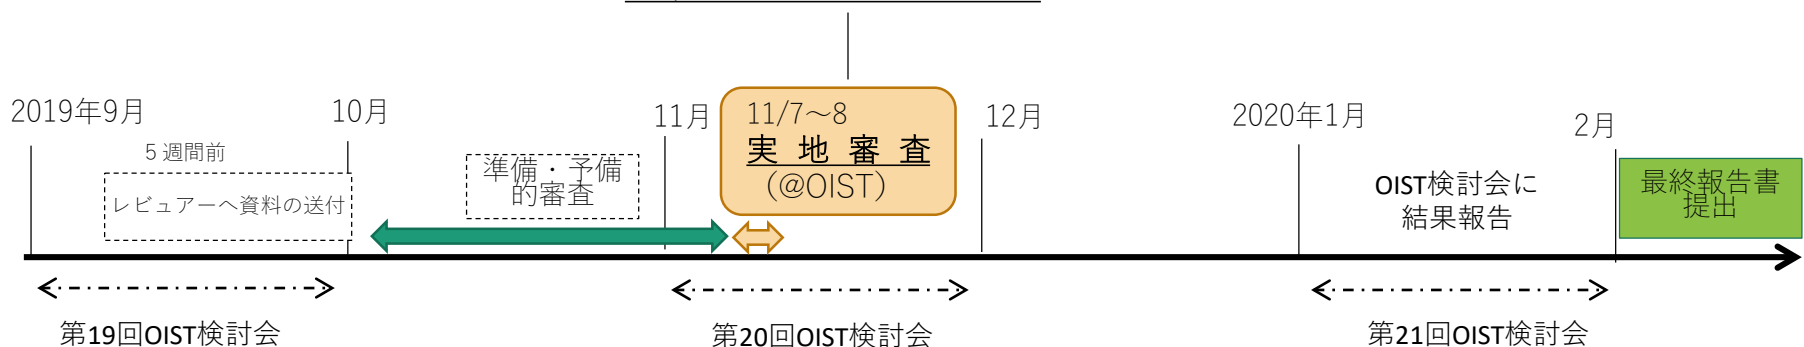 2019年9月
10月
11月
11/7～8
実地審査
(@OIST)
12月
2020年1月
2月
5週間前
レビュアーへ資料の送付
準備・予備
的審査
OIST検討会に
結果報告
最終報告書
提出
第19回OIST検討会
第20回OIST検討会
第21回OIST検討会